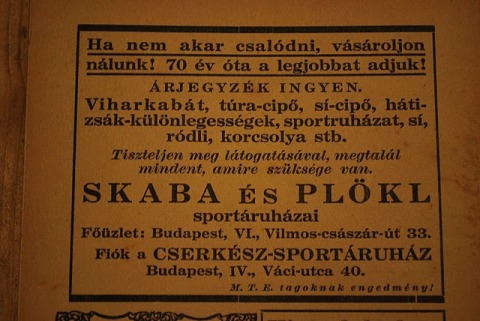 Ha nem akar csalódni, vásároljon
nálunk! 70 év óta a legjobbat adjuk!
ÁRJEGYZÉK INGYEN.
Viharkabát, túra-cipő, sí-cipő, háti-
zsák-különlegességek, sportruházat, sí,
ródli, korcsolya stb.
Tiszteljen meg látogatásával, megtalál
mindent, amire szüksége van.
SKABA ÉS PLÖKL
sportáruházai
Főüzlet: Budapest, VI., Vilmos-császár-út 33.
Fiók a CSERKÉSZ-SPORTÁRUHÁZ
Budapest, IV., Váci-utca 40.
M. T. E. tagoknak engedmény!